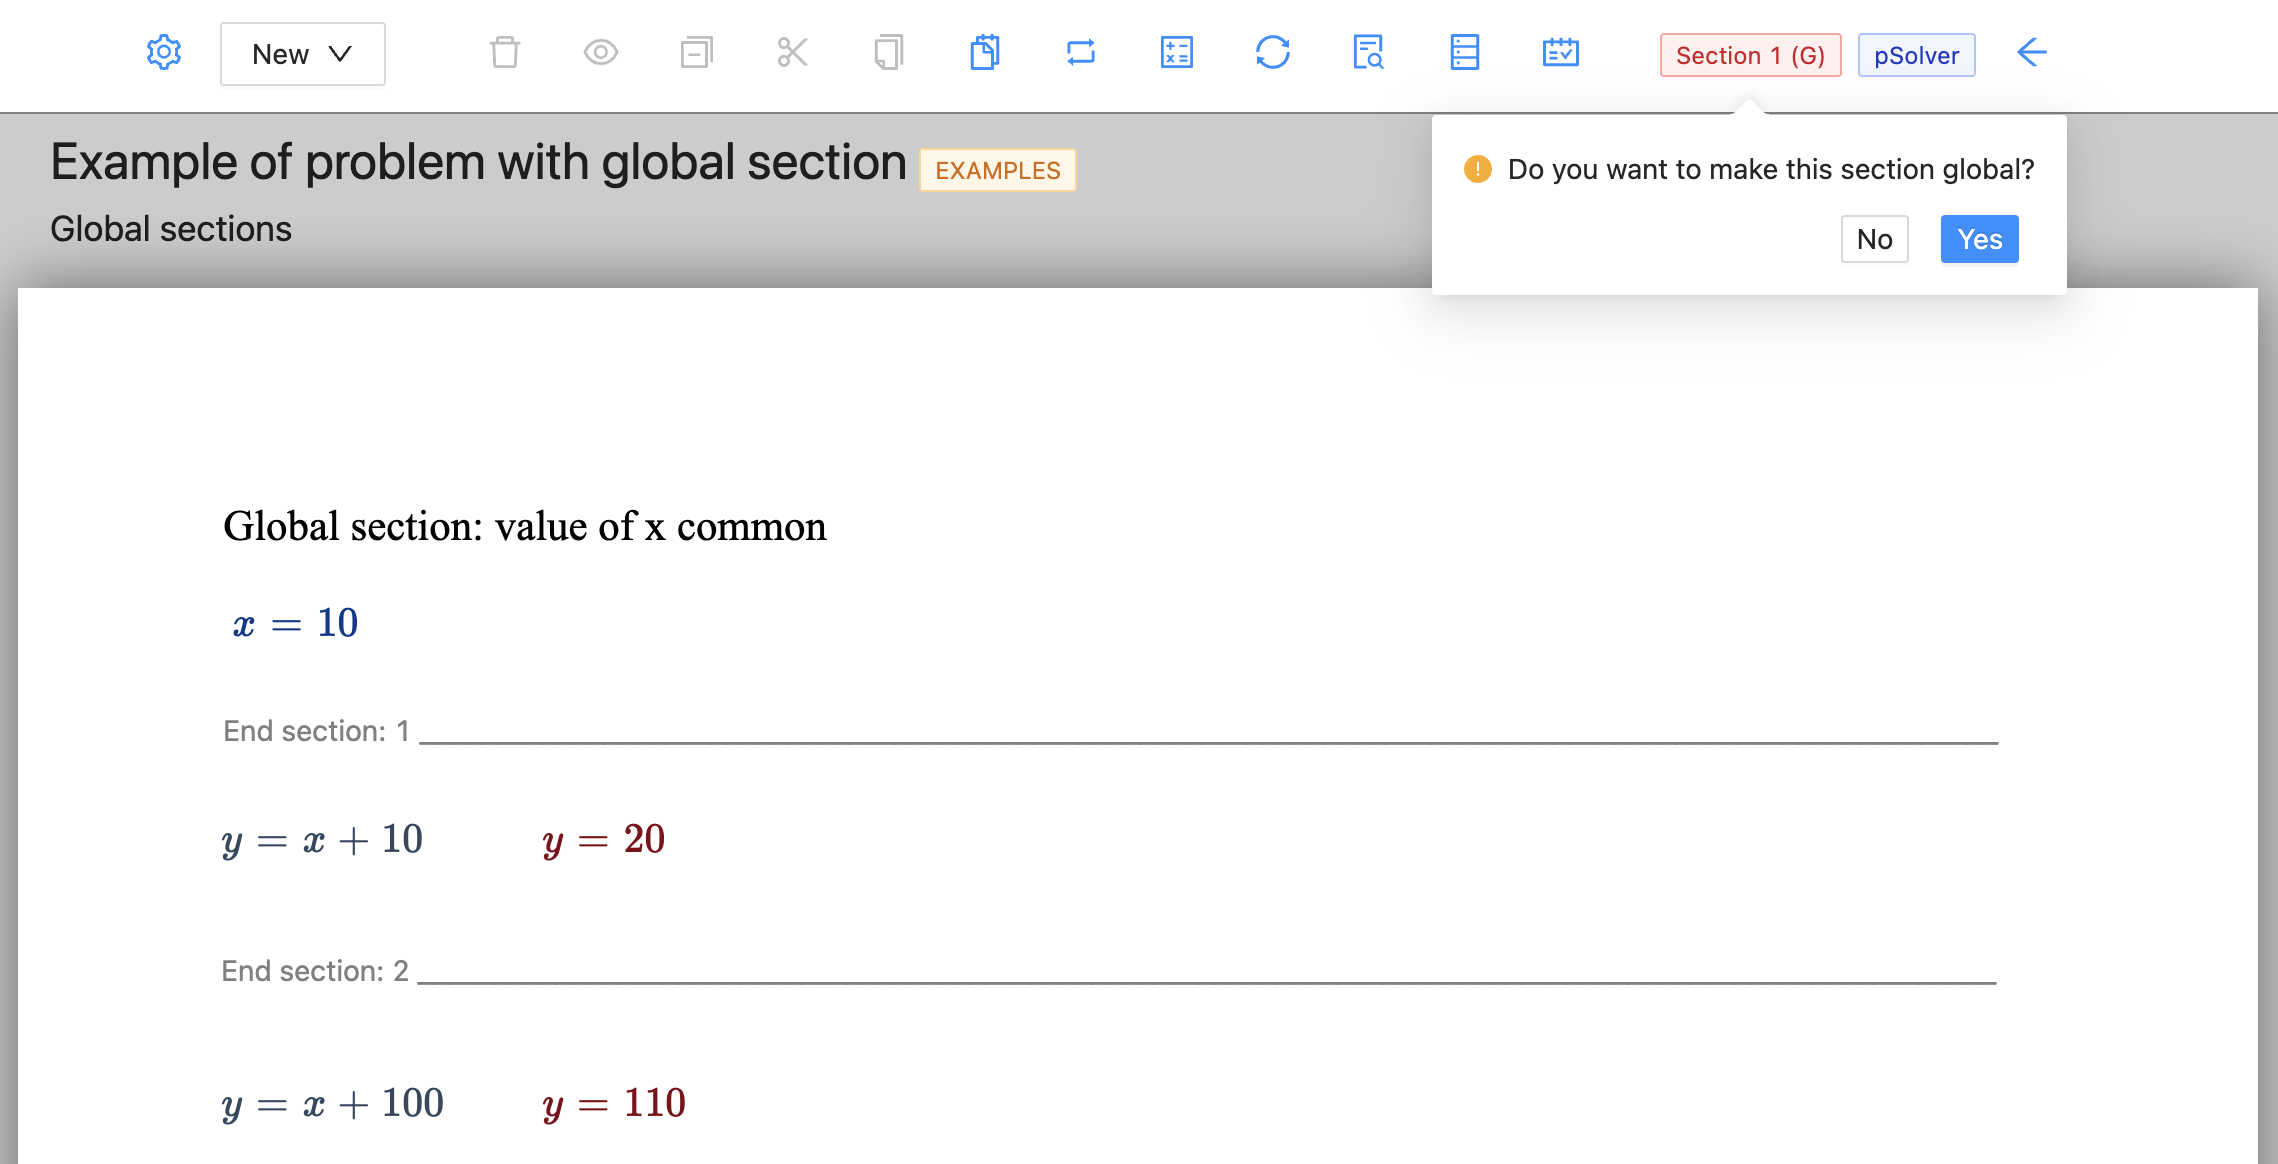 New
Section 1 (G)
pSolver
Example of problem with global section
EXAMPLES
Global sections
Do you want to make this section global?
No
Yes
Global section: value of x common
x = 10
End section: 1
y = x + 10
y = 20
End section: 2
y = x + 100
y = 110